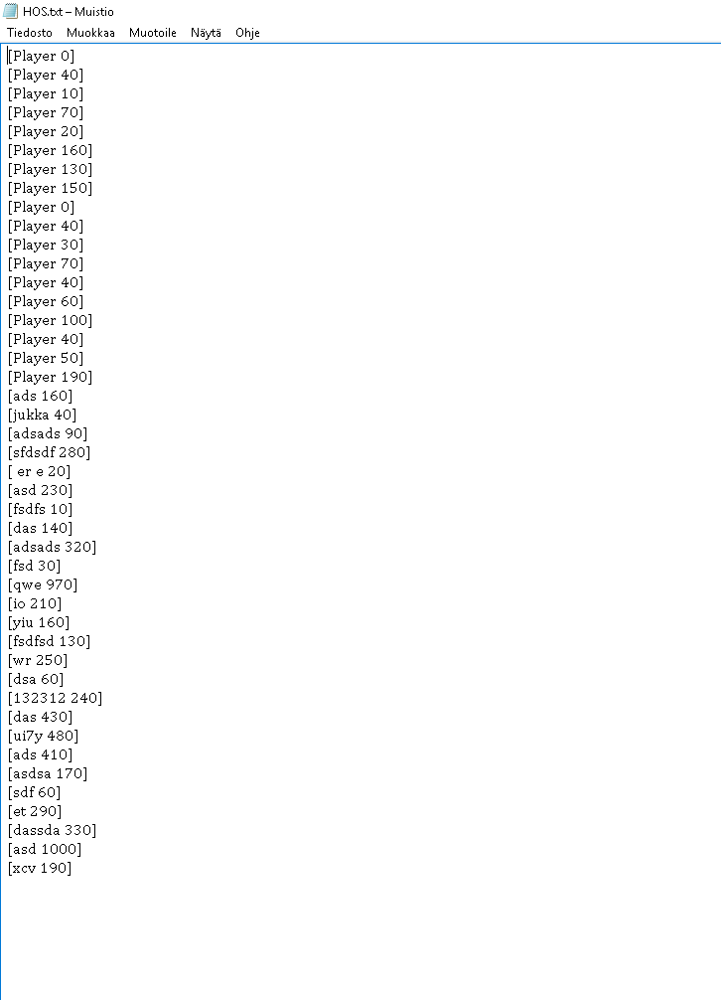 HOS.txt – Muistio
Tiedosto Muokkaa Muotoile Näytä Ohje
[Player 0]
[Player 40]
[Player 10]
[Player 70]
[Player 20]
[Player 160]
[Player 130]
[Player 150]
[Player 0]
[Player 40]
[Player 30]
[Player 70]
[Player 40]
[Player 60]
[Player 100]
[Player 40]
[Player 50]
[Player 190]
[ads 160]
[jukka 40]
[adsads 90]
[sfdsdf 280]
[ er e 20]
[asd 230]
[fsdfs 10]
[das 140]
[adsads 320]
[fsd 30]
[qwe 970]
[io 210]
[yiu 160]
[fsdfsd 130]
[wr 250]
[dsa 60]
[132312 240]
[das 430]
[ui7y 480]
[ads 410]
[asdsa 170]
[sdf 60]
[et 290]
[dassda 330]
[asd 1000]
[xcv 190]